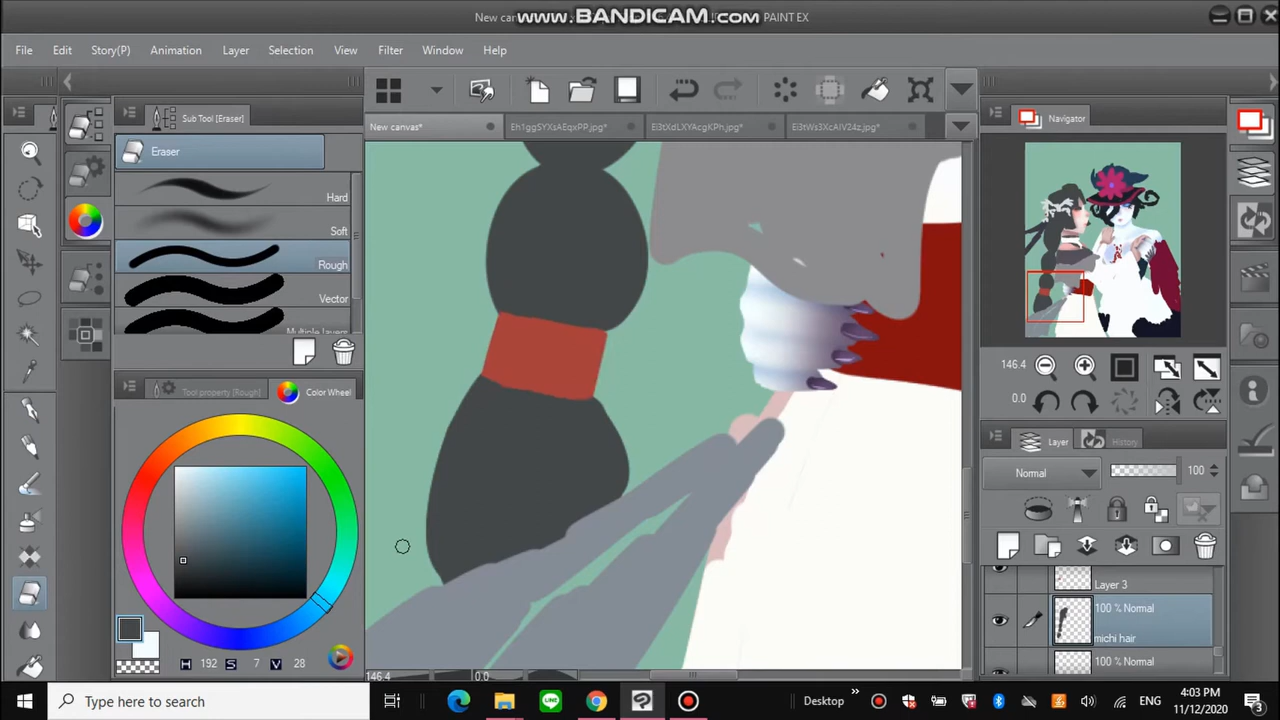 New can
www.BANDICAM.com
PAINT EX
File Edit Story(P) Animation Layer Selection View Filter Window Help
Sub Tool [Eraser]
Eraser
Hard
Soft
Rough
Vector
Multiple layers
New canvas*
Eh1ggSYXsAEqxPP.jpg*
Ei3tXdLXYAcgKPh.jpg*
Ei3tWs3XcAIV24z.jpg*
Navigator
146.4
0.0
Layer
History
Normal
100
Layer 3
100 % Normal
michi hair
100 % Normal
Tool property [Rough]
Color Wheel
H 192 S 7 V 28
146.4
0.0
Type here to search
Desktop
ENG
4:03 PM
11/12/2020
3